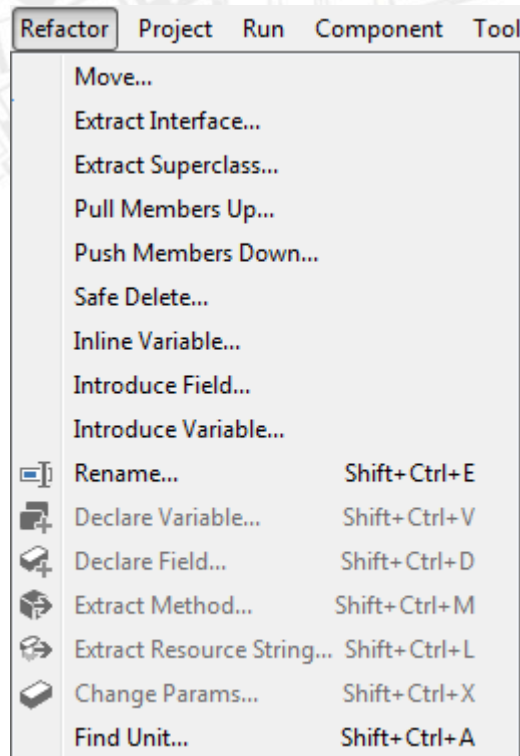 Refactor Project Run Component Tool
Move...
Extract Interface...
Extract Superclass...
Pull Members Up...
Push Members Down...
Safe Delete...
Inline Variable...
Introduce Field...
Introduce Variable...
Rename... Shift+Ctrl+E
Declare Variable... Shift+Ctrl+V
Declare Field... Shift+Ctrl+D
Extract Method... Shift+Ctrl+M
Extract Resource String... Shift+Ctrl+L
Change Params... Shift+Ctrl+X
Find Unit... Shift+Ctrl+A